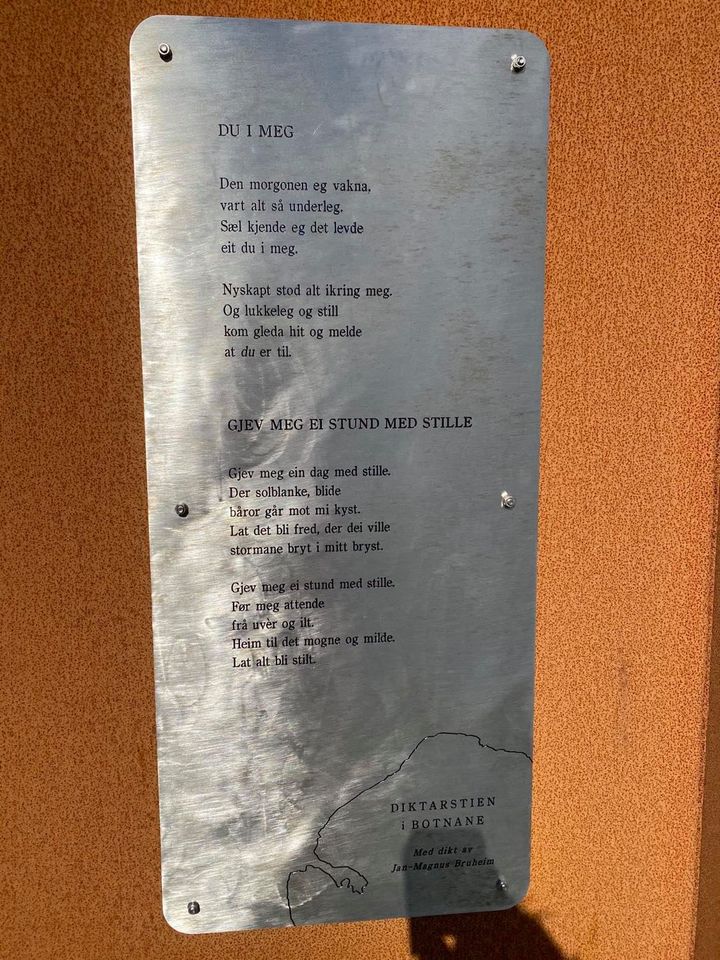 DU I MEG
Den morgonen eg vakna,
vart alt så underleg.
Sæl kjende eg det levde
eit du i meg.
Nyskapt stod alt ikring meg.
Og lukkeleg og still
kom gleda hit og melde
at du er til.
GJEV MEG EI STUND MED STILLE
Gjev meg ein dag med stille.
Der solblanke, blide
båror går mot mi kyst.
Lat det bli fred, der dei ville
stormane bryt i mitt bryst.
Gjev meg ei stund med stille.
Før meg attende
frå uvèr og ilt.
Heim til det mogne og milde.
Lat alt bli stilt.
DIKTARSTIEN
i BOTNANE
Med dikt av
Jan-Magnus Bruheim